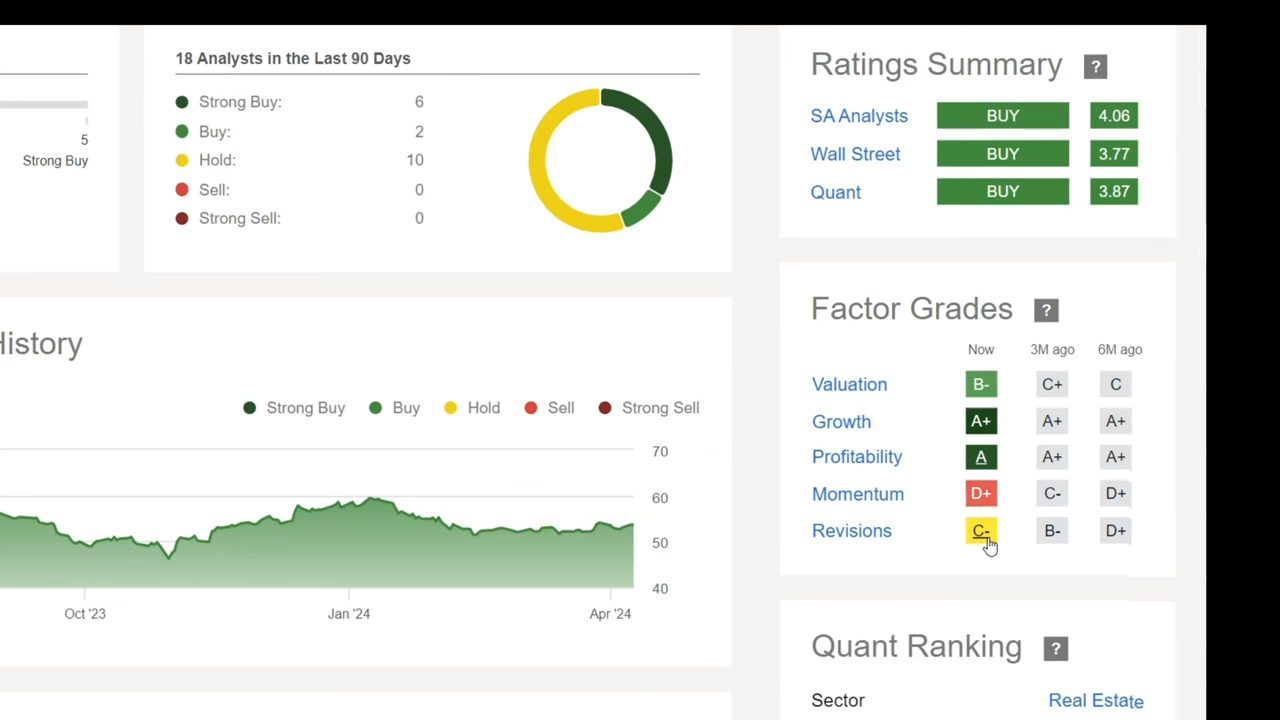 5
Strong Buy
18 Analysts in the Last 90 Days
Strong Buy: 6
Buy: 2
Hold: 10
Sell: 0
Strong Sell: 0
History
Strong Buy Buy Hold Sell Strong Sell
70
60
50
40
Oct '23 Jan '24 Apr '24
Ratings Summary ?
SA Analysts BUY 4.06
Wall Street BUY 3.77
Quant BUY 3.87
Factor Grades ?
Now 3M ago 6M ago
Valuation B- C+ C
Growth A+ A+ A+
Profitability A A+ A+
Momentum D+ C- D+
Revisions C- B- D+
Quant Ranking ?
Sector Real Estate